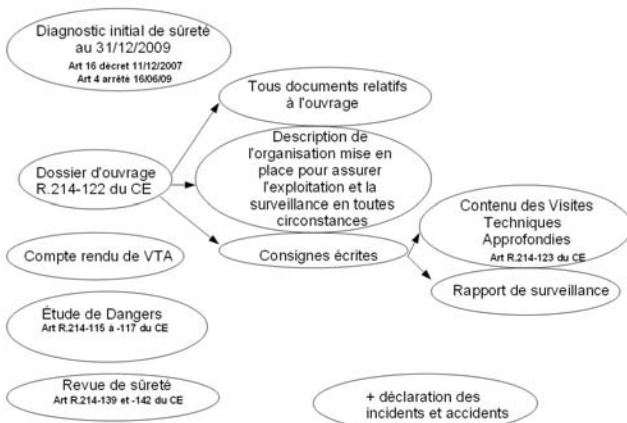 Diagnostic initial de sûreté
au 31/12/2009
Art 16 décret 11/12/2007
Art 4 arrêté 16/06/09
Tous documents relatifs
à l'ouvrage
Description de
l'organisation mise en
place pour assurer
l'exploitation et la
surveillance en toutes
circonstances
Dossier d'ouvrage
R.214-122 du CE
Consignes écrites
Contenu des Visites
Techniques
Approfondies
Art R.214-123 du CE
Rapport de surveillance
Compte rendu de VTA
Étude de Dangers
Art R.214-115 à -117 du CE
Revue de sûreté
Art R.214-139 et -142 du CE
+ déclaration des
incidents et accidents